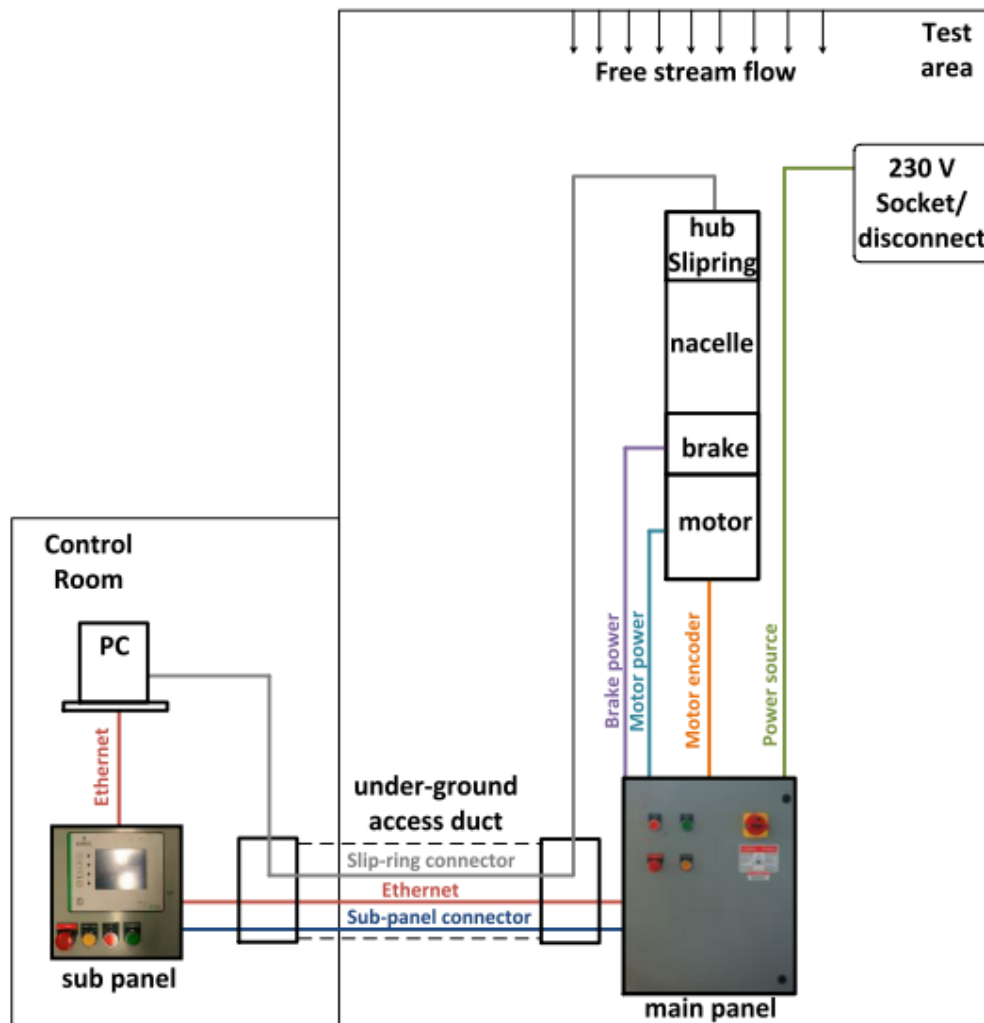 Test
area
Free stream flow
230 V
Socket/
disconnect
hub
Slipring
nacelle
brake
motor
Control
Room
PC
Brake power
Motor power
Motor encoder
Power source
Ethernet
under-ground
access duct
Slip-ring connector
Ethernet
Sub-panel connector
sub panel
main panel